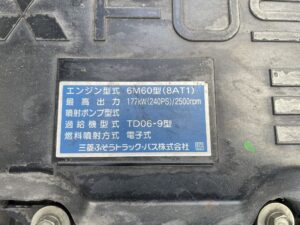 FUS
エンジン型式 6M60型(8AT1)
最高出力 177kW(240PS)/2500rpm
噴射ポンプ型式
過給機型式 TD06-9型
燃料噴射方式 電子式
三菱ふそうトラック・バス株式会社